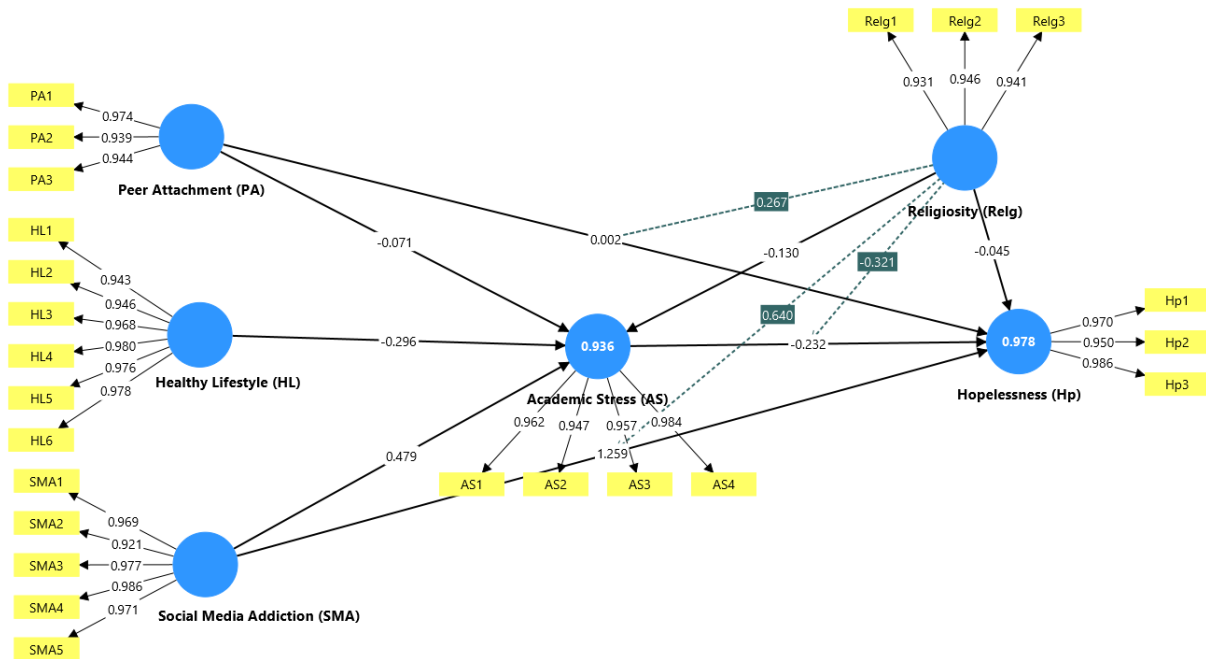 Relg1 Relg2 Relg3
0.931 0.946 0.941
Religiosity (Relg)
PA1
PA2
PA3
0.974
0.939
0.944
Peer Attachment (PA)
HL1
HL2
HL3
HL4
HL5
HL6
0.943
0.946
0.968
0.980
0.976
0.978
Healthy Lifestyle (HL)
SMA1
SMA2
SMA3
SMA4
SMA5
0.969
0.921
0.977
0.986
0.971
Social Media Addiction (SMA)
-0.071
0.002
-0.296
0.479
1.259
0.267
-0.130
-0.321
0.640
-0.045
-0.232
0.936
Academic Stress (AS)
0.962 0.947 0.957 0.984
AS1 AS2 AS3 AS4
0.978
Hopelessness (Hp)
0.970
0.950
0.986
Hp1
Hp2
Hp3